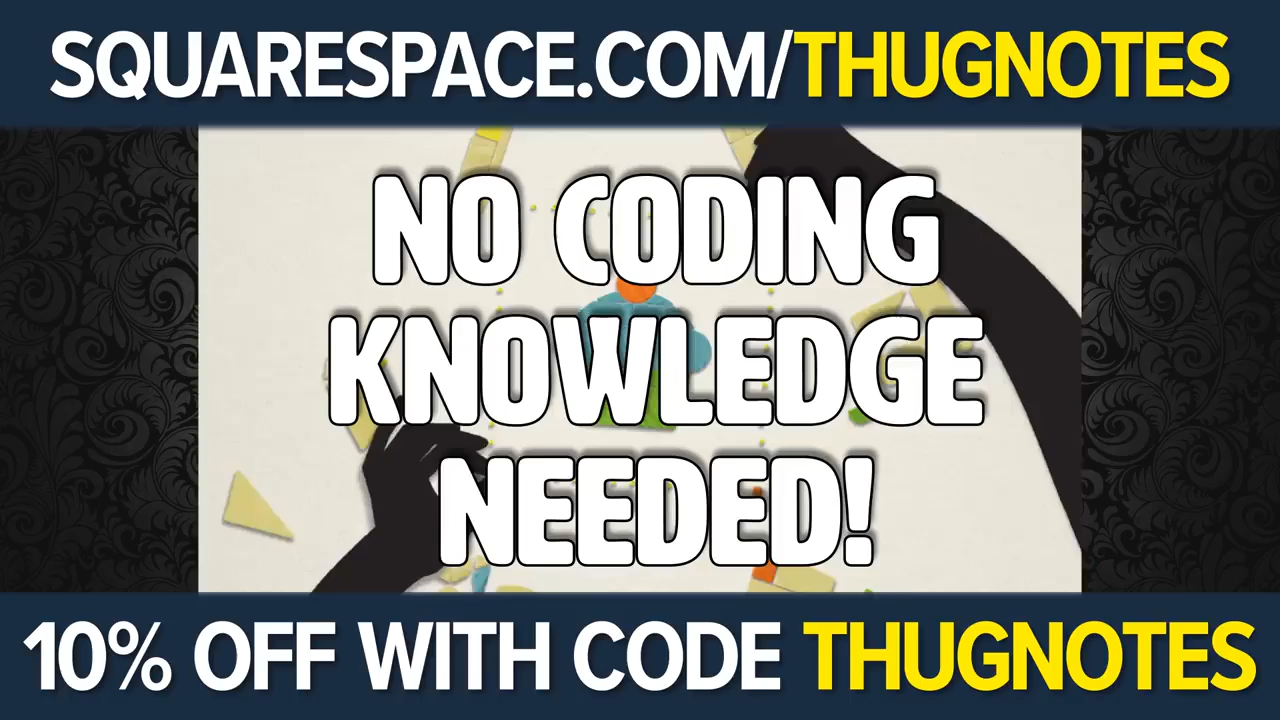 SQUARESPACE.COM/THUGNOTES
NO CODING
KNOWLEDGE
NEEDED!
10% OFF WITH CODE THUGNOTES